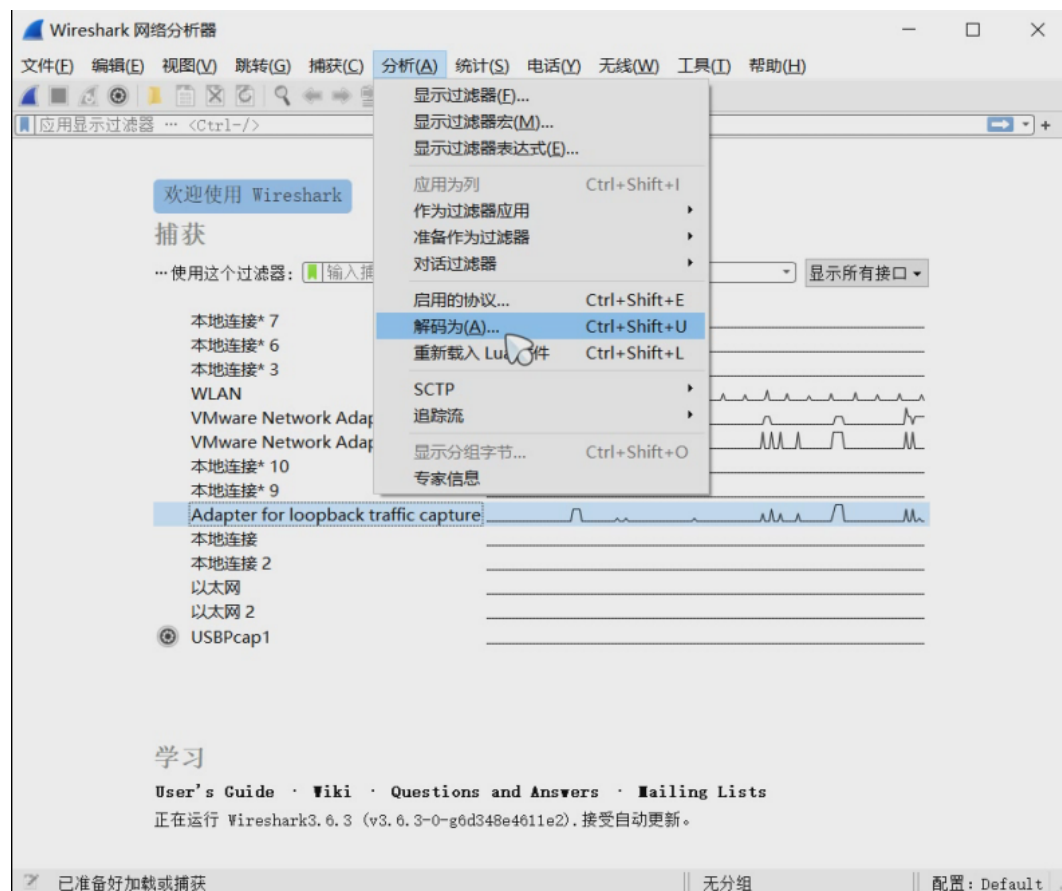 Wireshark 网络分析器
文件(F) 编辑(E) 视图(V) 跳转(G) 捕获(C) 分析(A) 统计(S) 电话(Y) 无线(W) 工具(T) 帮助(H)
应用显示过滤器 … <Ctrl-/>
+
显示过滤器(F)...
显示过滤器宏(M)...
显示过滤器表达式(E)...
应用为列 Ctrl+Shift+I
作为过滤器应用
准备作为过滤器
对话过滤器
启用的协议... Ctrl+Shift+E
解码为(A)... Ctrl+Shift+U
重新载入 Lu件 Ctrl+Shift+L
SCTP
追踪流
显示分组字节... Ctrl+Shift+O
专家信息
欢迎使用 Wireshark
捕获
…使用这个过滤器: 输入捕 显示所有接口
本地连接* 7
本地连接* 6
本地连接* 3
WLAN
VMware Network Adap
VMware Network Adap
本地连接* 10
本地连接* 9
Adapter for loopback traffic capture
本地连接
本地连接 2
以太网
以太网 2
USBPcap1
学习
User's Guide · Wiki · Questions and Answers · Mailing Lists
正在运行 Wireshark3.6.3 (v3.6.3-0-g6d348e4611e2).接受自动更新。
已准备好加载或捕获 无分组 配置: Default